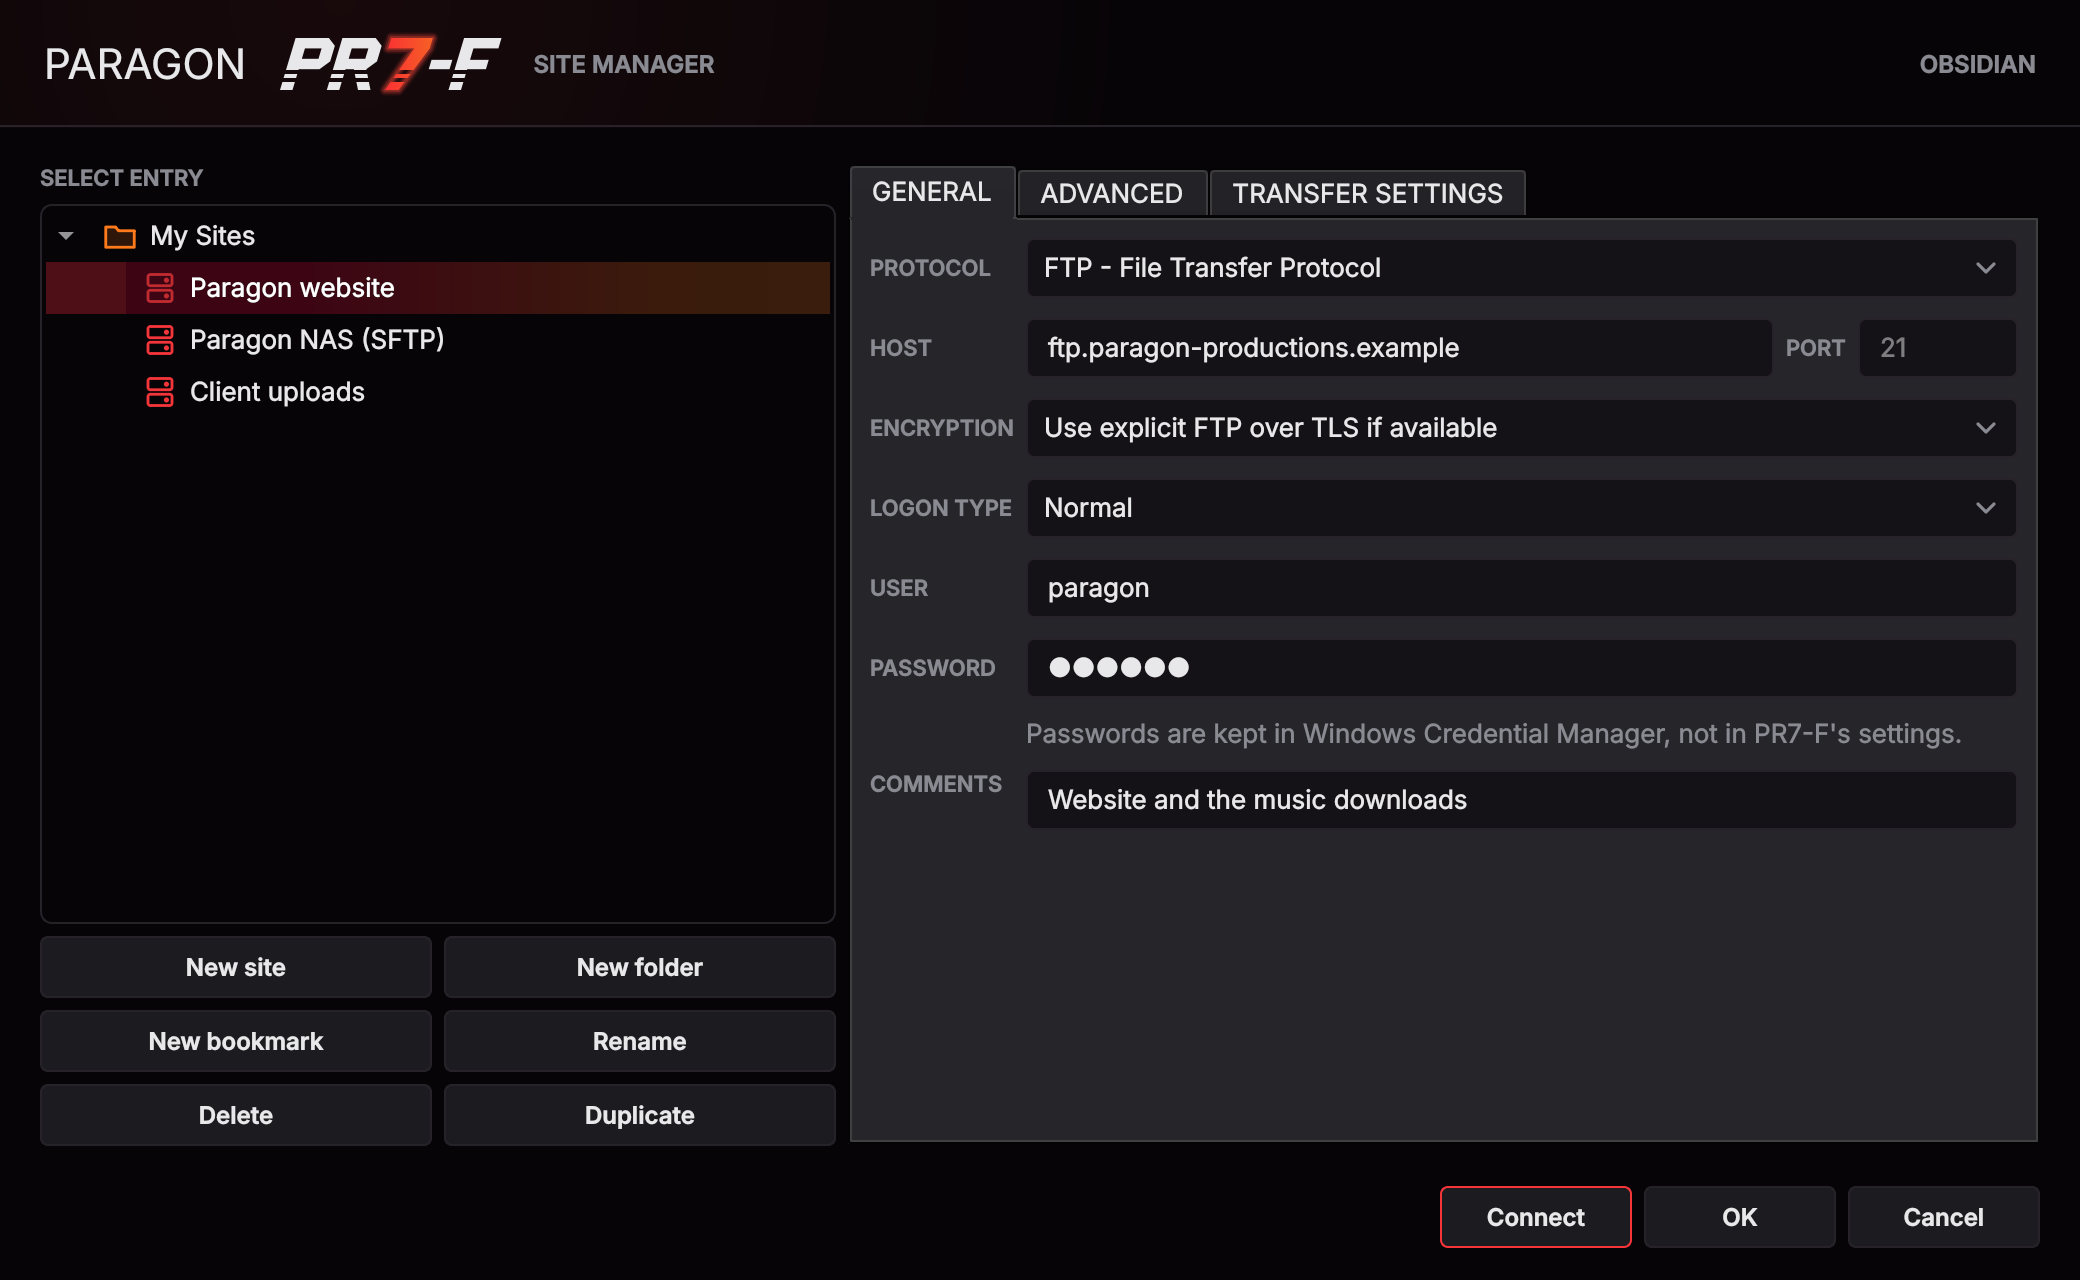 PARAGON PR7-F SITE MANAGER OBSIDIAN
SELECT ENTRY
My Sites
Paragon website
Paragon NAS (SFTP)
Client uploads
New site New folder
New bookmark Rename
Delete Duplicate
GENERAL ADVANCED TRANSFER SETTINGS
PROTOCOL FTP - File Transfer Protocol
HOST ftp.paragon-productions.example PORT 21
ENCRYPTION Use explicit FTP over TLS if available
LOGON TYPE Normal
USER paragon
PASSWORD ●●●●●●
Passwords are kept in Windows Credential Manager, not in PR7-F's settings.
COMMENTS Website and the music downloads
Connect OK Cancel